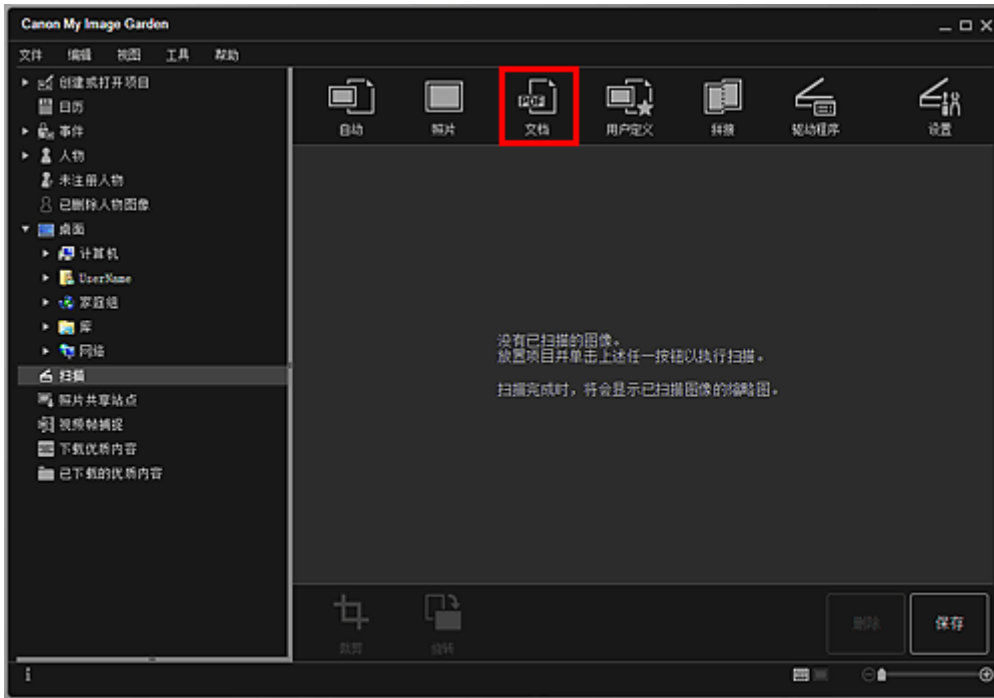 Canon My Image Garden
文件 编辑 视图 工具 帮助
创建或打开项目
日历
事件
人物
未注册人物
已删除人物图像
桌面
计算机
UserName
家庭组
库
网络
扫描
照片共享站点
视频帧捕捉
下载优质内容
已下载的优质内容
自动 照片 PDF 文档 用户定义 拼接 驱动程序 设置
没有已扫描的图像。
放置项目并单击上述任一按钮以执行扫描。
扫描完成时，将会显示已扫描图像的缩略图。
裁剪 旋转 删除 保存